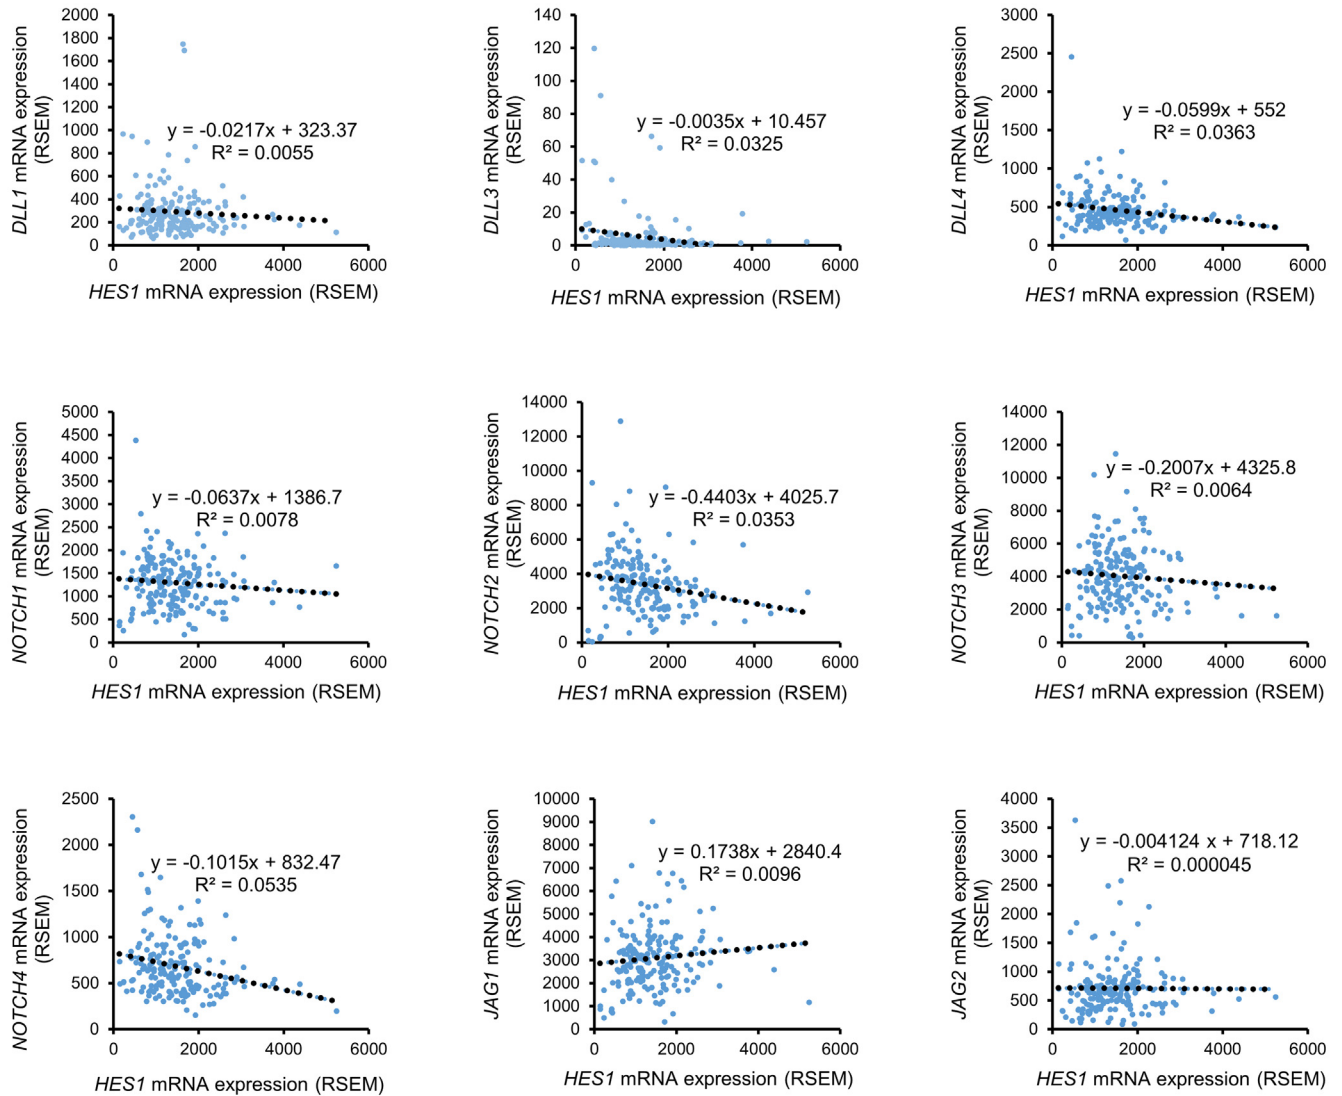 DLL1 mRNA expression
(RSEM)
2000
1800
1600
1400
1200
1000
800
600
400
200
0
y = -0.0217x + 323.37
R² = 0.0055
0 2000 4000 6000
HES1 mRNA expression (RSEM)
DLL3 mRNA expression
(RSEM)
140
120
100
80
60
40
20
0
y = -0.0035x + 10.457
R² = 0.0325
0 2000 4000 6000
HES1 mRNA expression (RSEM)
DLL4 mRNA expression
(RSEM)
3000
2500
2000
1500
1000
500
0
y = -0.0599x + 552
R² = 0.0363
0 2000 4000 6000
HES1 mRNA expression (RSEM)
NOTCH1 mRNA expression
(RSEM)
5000
4500
4000
3500
3000
2500
2000
1500
1000
500
0
y = -0.0637x + 1386.7
R² = 0.0078
0 2000 4000 6000
HES1 mRNA expression (RSEM)
NOTCH2 mRNA expression
(RSEM)
14000
12000
10000
8000
6000
4000
2000
0
y = -0.4403x + 4025.7
R² = 0.0353
0 2000 4000 6000
HES1 mRNA expression (RSEM)
NOTCH3 mRNA expression
(RSEM)
14000
12000
10000
8000
6000
4000
2000
0
y = -0.2007x + 4325.8
R² = 0.0064
0 2000 4000 6000
HES1 mRNA expression (RSEM)
NOTCH4 mRNA expression
(RSEM)
2500
2000
1500
1000
500
0
y = -0.1015x + 832.47
R² = 0.0535
0 2000 4000 6000
HES1 mRNA expression (RSEM)
JAG1 mRNA expression
(RSEM)
10000
9000
8000
7000
6000
5000
4000
3000
2000
1000
0
y = 0.1738x + 2840.4
R² = 0.0096
0 2000 4000 6000
HES1 mRNA expression (RSEM)
JAG2 mRNA expression
(RSEM)
4000
3500
3000
2500
2000
1500
1000
500
0
y = -0.004124 x + 718.12
R² = 0.000045
0 2000 4000 6000
HES1 mRNA expression (RSEM)